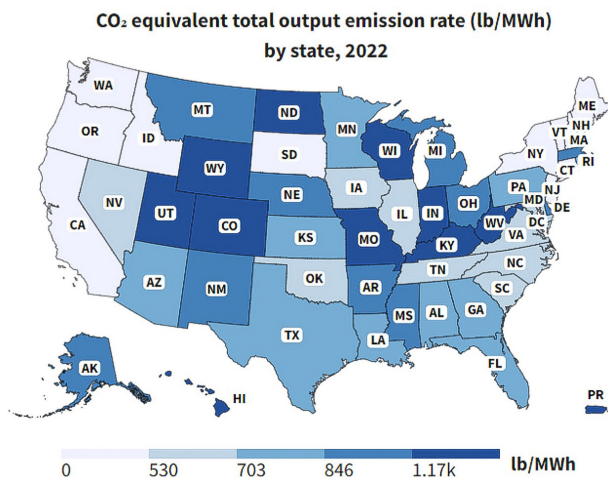 CO₂ equivalent total output emission rate (lb/MWh)
by state, 2022
WA
MT
ND
MN
ME
OR
ID
SD
WI
MI
VT
NH
NY
MA
RI
CT
WY
NE
IA
PA
NJ
NV
UT
CO
IL
IN
OH
MD
DE
CA
KS
MO
KY
WV
DC
VA
AZ
NM
OK
AR
TN
NC
SC
TX
LA
MS
AL
GA
FL
AK
HI
PR
0
530
703
846
1.17k
lb/MWh